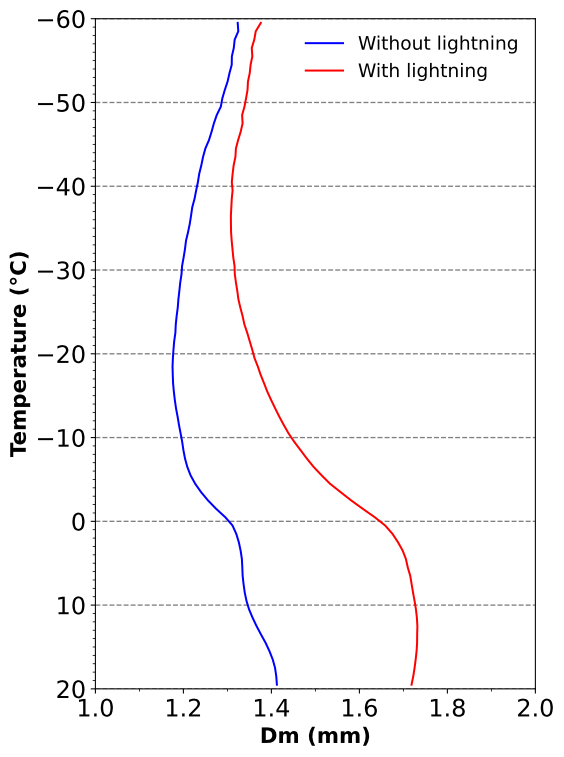 −60
−50
−40
−30
−20
−10
0
10
20
1.0 1.2 1.4 1.6 1.8 2.0
Temperature (°C)
Dm (mm)
Without lightning
With lightning